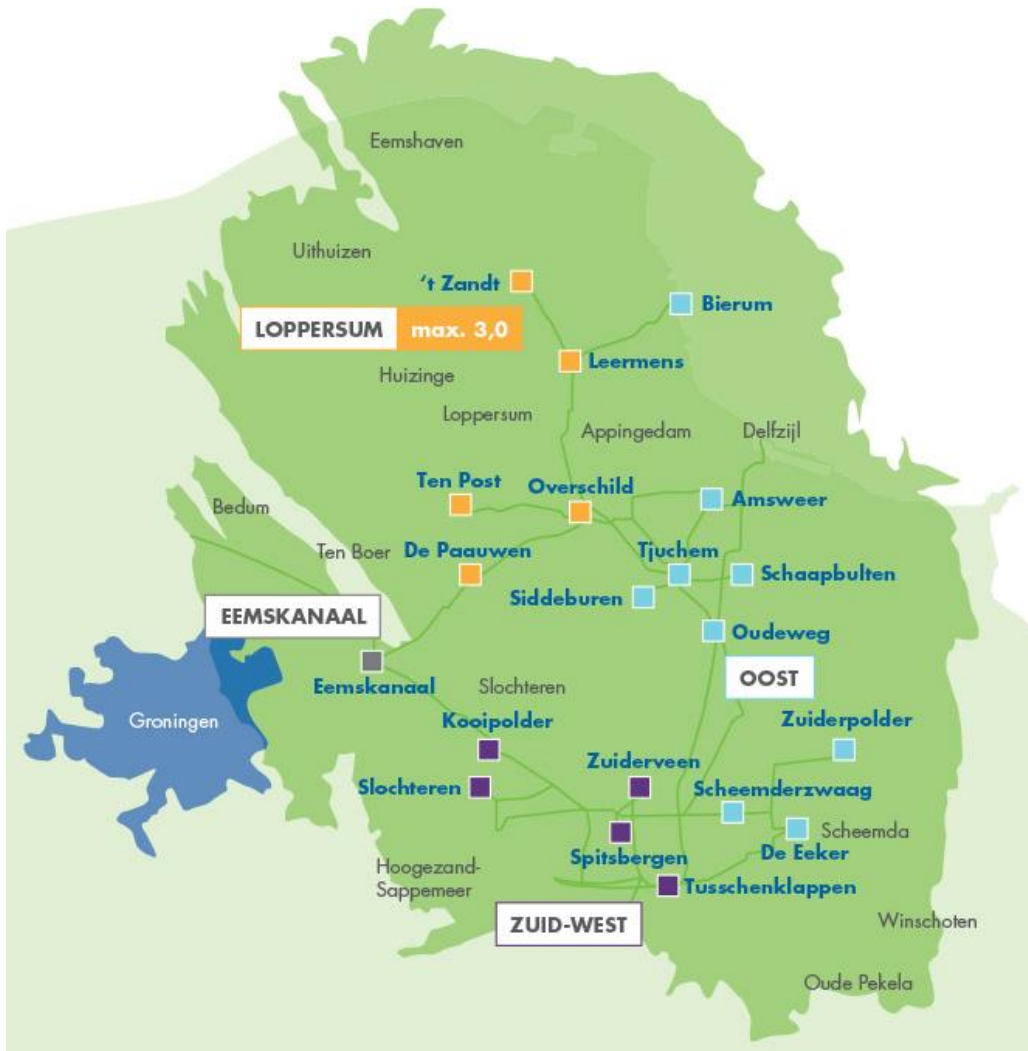 Eemshaven
Uithuizen
‘t Zandt
Bierum
LOPPERSUM max. 3,0
Leermens
Huizinge
Loppersum
Appingedam
Delfzijl
Ten Post
Overschild
Amsweer
Bedum
Ten Boer
De Paauwen
Tjuchem
Schaapbulten
Siddeburen
EEMSKANAAL
Oudeweg
OOST
Eemskanaal
Slochteren
Groningen
Kooipolder
Zuiderpolder
Zuiderveen
Slochteren
Scheemderzwaag
Scheemda
Spitsbergen
De Eeker
Hoogezand-
Sappemeer
Tusschenklappen
ZUID-WEST
Winschoten
Oude Pekela